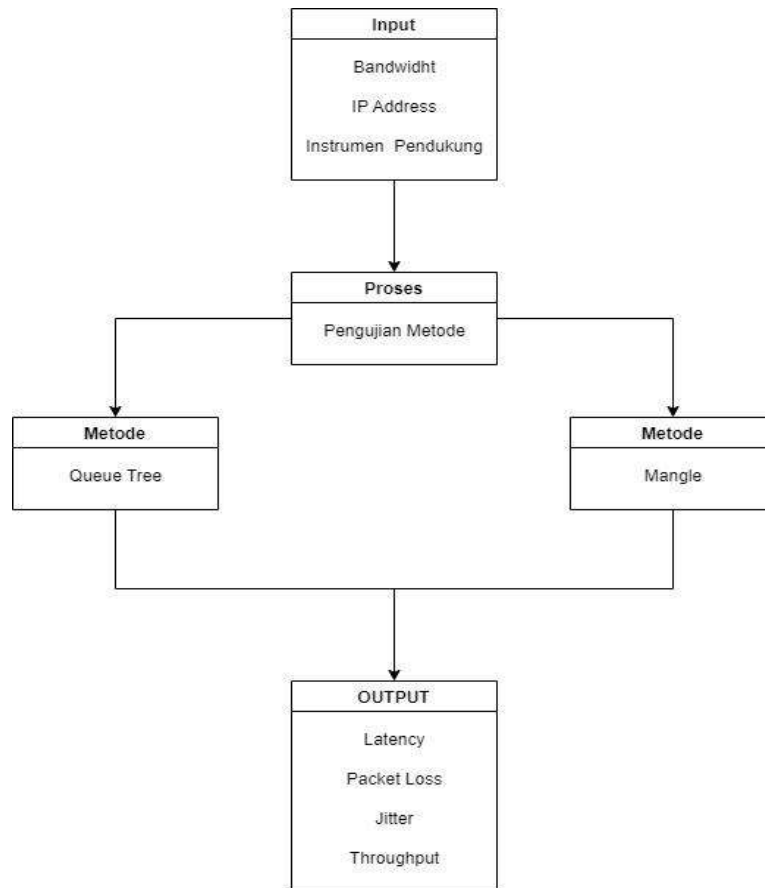 Input
Bandwidht
IP Address
Instrumen Pendukung
Proses
Pengujian Metode
Metode
Queue Tree
Metode
Mangle
OUTPUT
Latency
Packet Loss
Jitter
Throughput